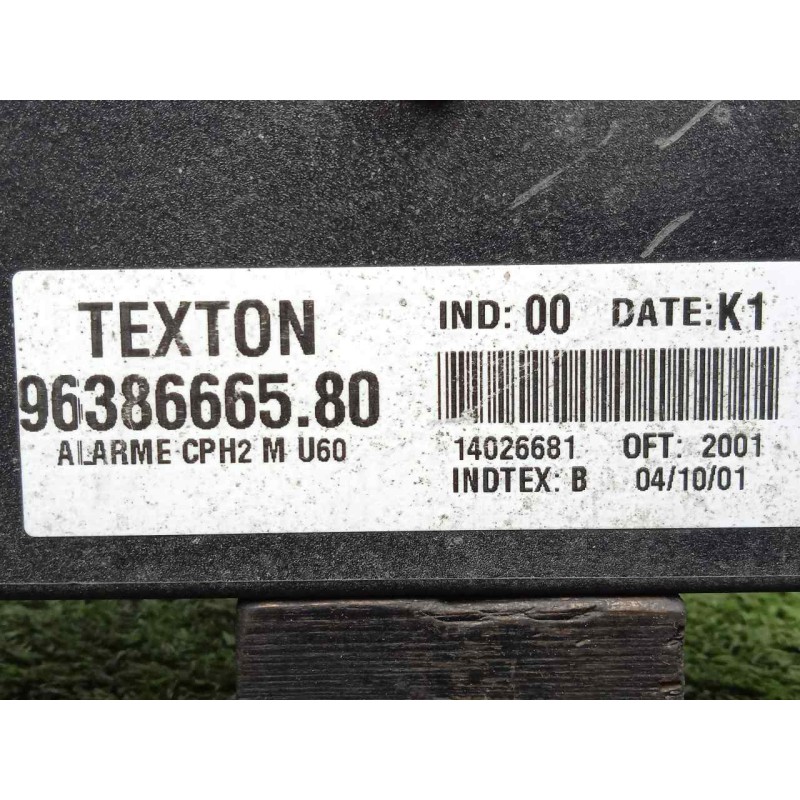 TEXTON
96386665.80
ALARME CPH2 M U60
IND: 00 DATE: K1
14026681 OFT: 2001
INDTEX: B 04/10/01